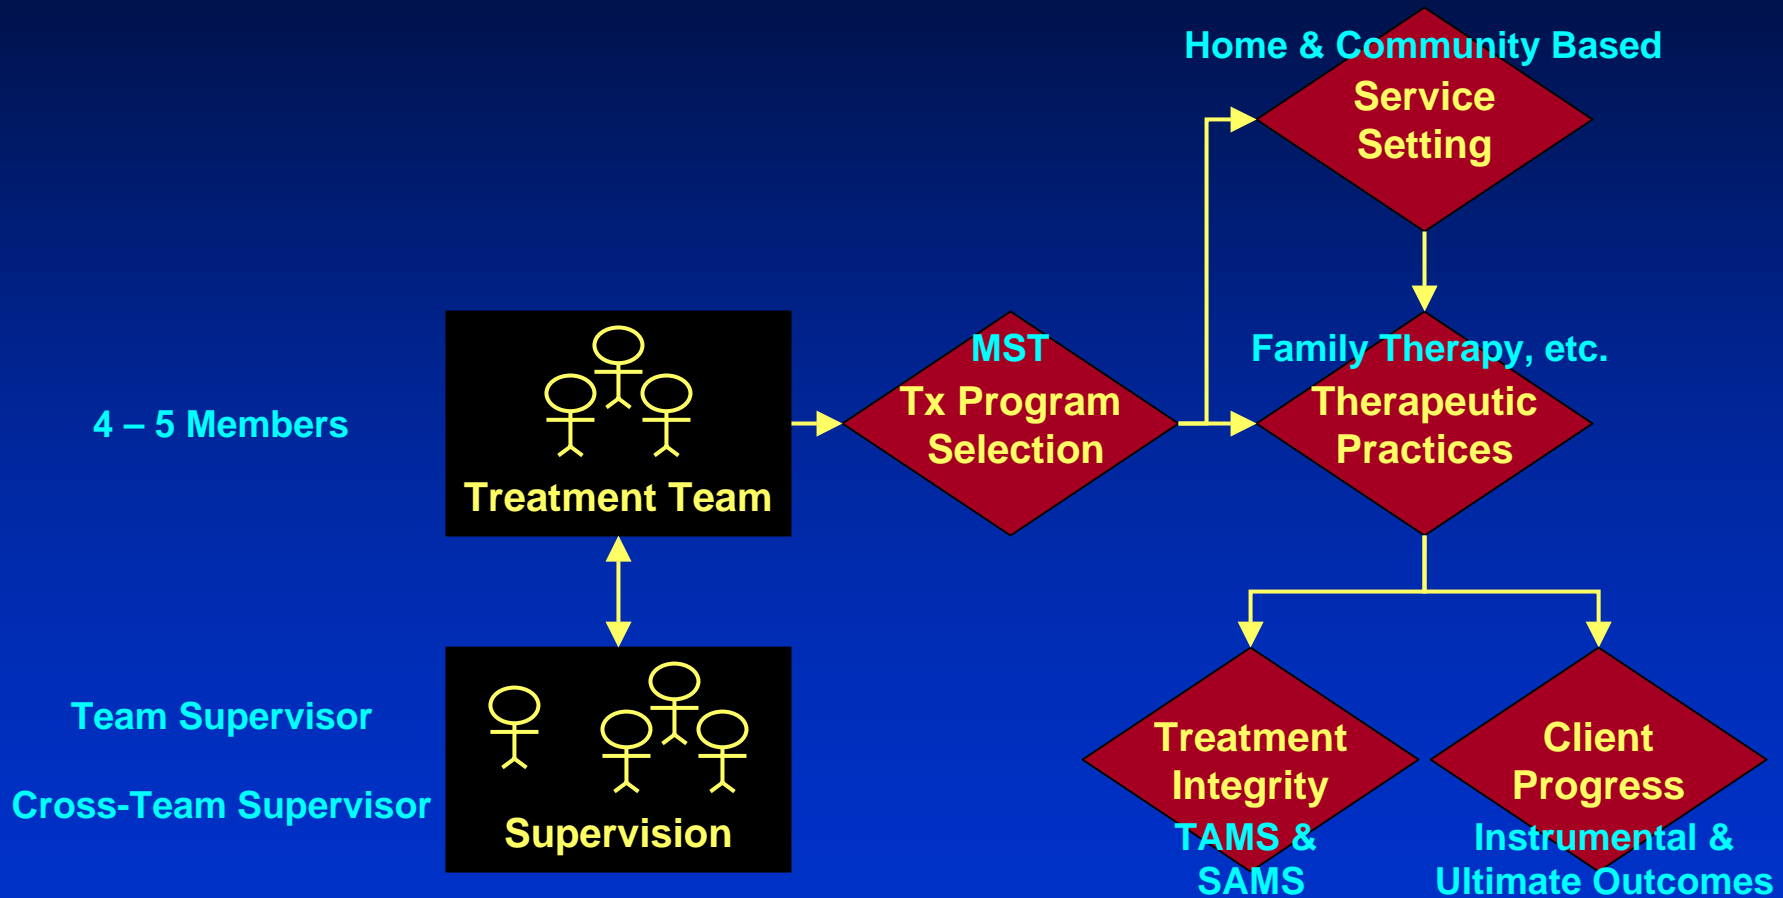 Home & Community Based
Service
Setting
MST
Tx Program
Selection
Family Therapy, etc.
Therapeutic
Practices
4 – 5 Members
Treatment Team
Team Supervisor
Cross-Team Supervisor
Supervision
Treatment
Integrity
TAMS &
SAMS
Client
Progress
Instrumental &
Ultimate Outcomes